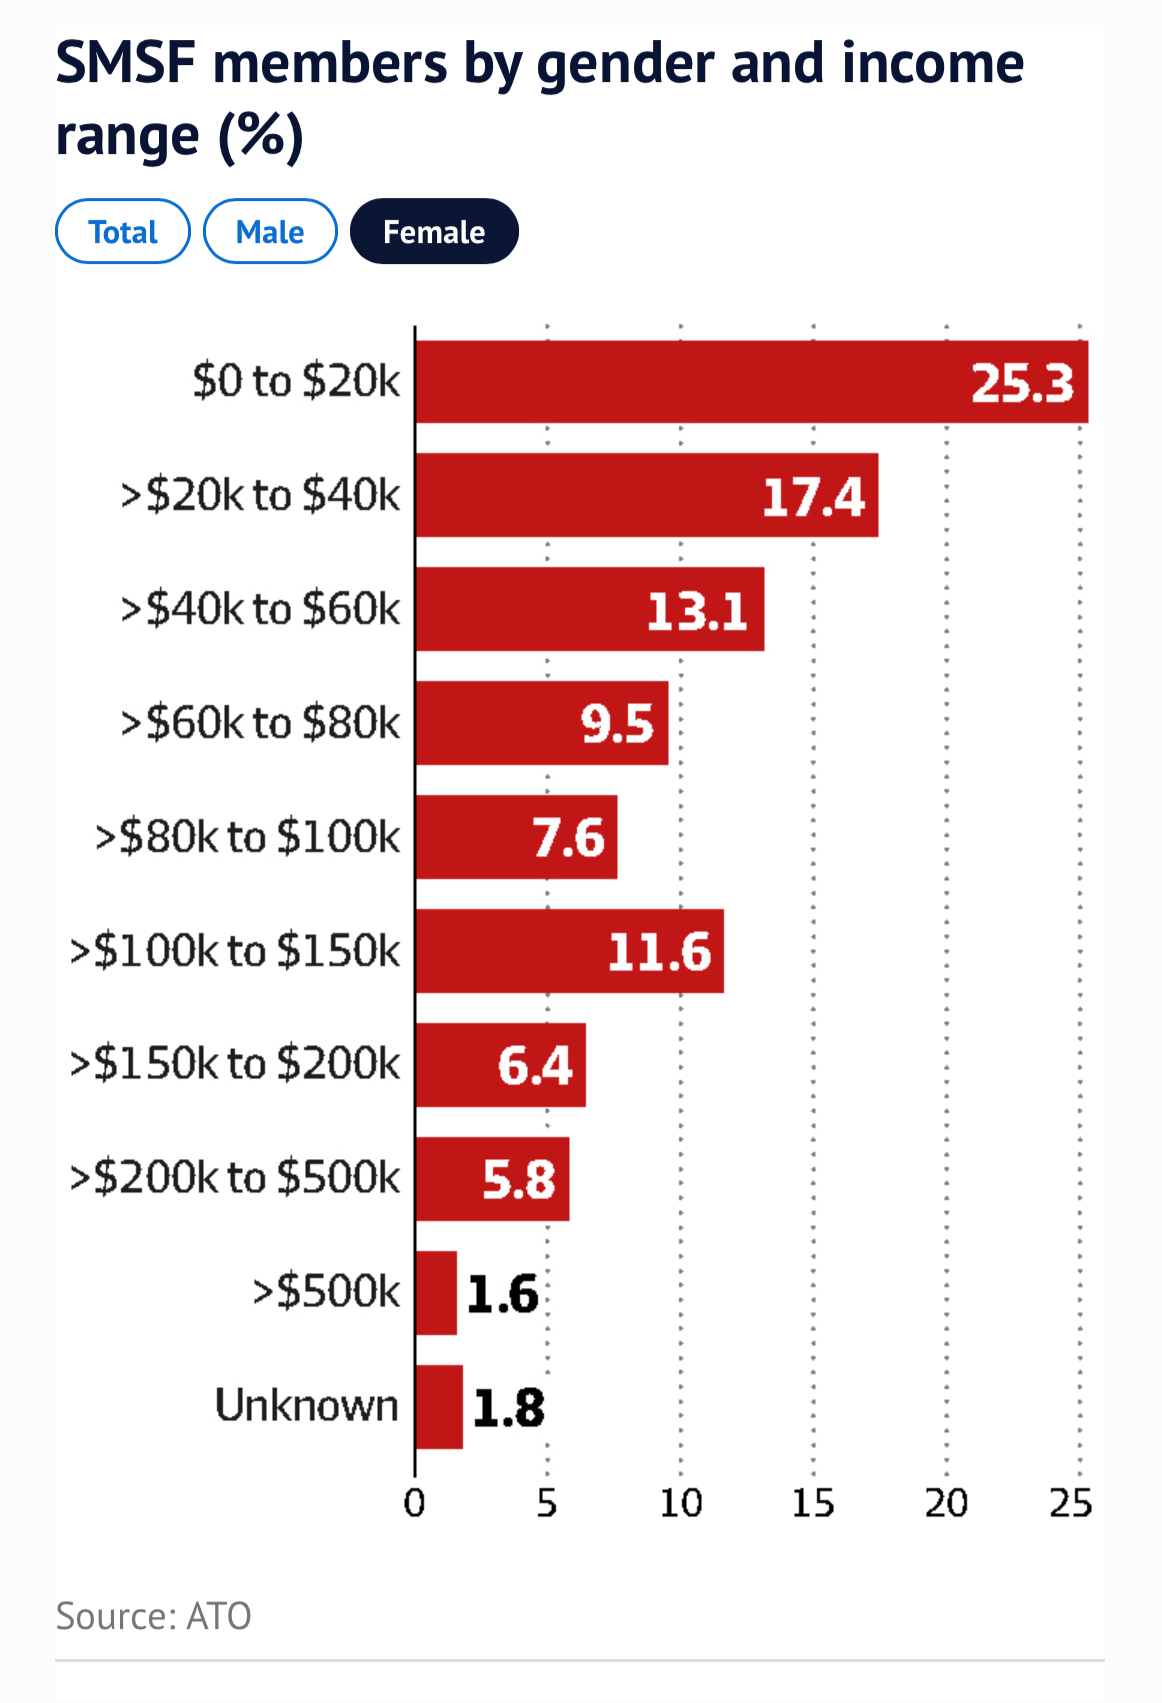 SMSF members by gender and income
range (%)
Total Male Female
$0 to $20k 25.3
>$20k to $40k 17.4
>$40k to $60k 13.1
>$60k to $80k 9.5
>$80k to $100k 7.6
>$100k to $150k 11.6
>$150k to $200k 6.4
>$200k to $500k 5.8
>$500k 1.6
Unknown 1.8
0 5 10 15 20 25
Source: ATO